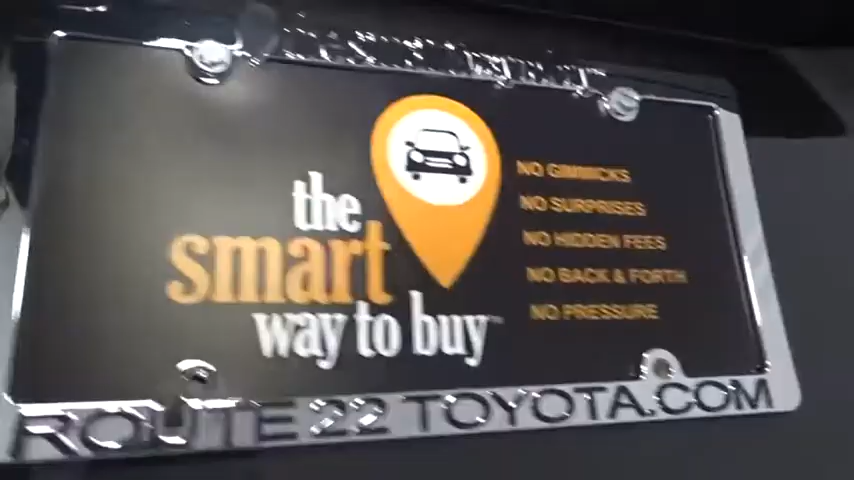 the
smart
way to buy™
NO GIMMICKS
NO SURPRISES
NO HIDDEN FEES
NO BACK & FORTH
NO PRESSURE
ROUTE 22 TOYOTA.COM